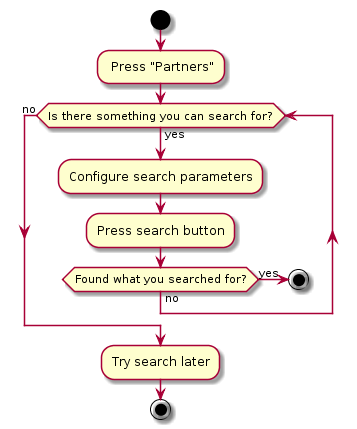 Press "Partners"
no
Is there something you can search for?
yes
Configure search parameters
Press search button
Found what you searched for?
yes
no
Try search later